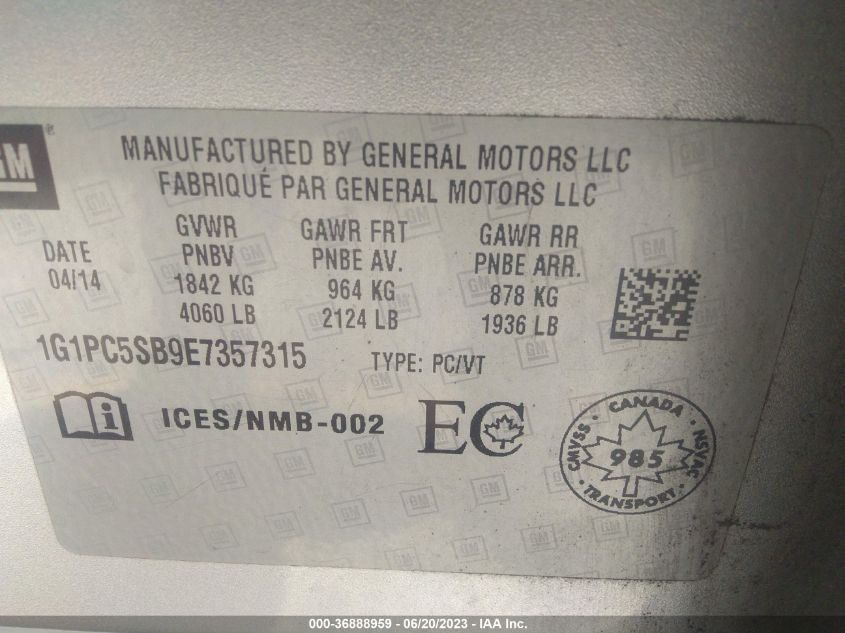 GM
MANUFACTURED BY GENERAL MOTORS LLC
FABRIQUÉ PAR GENERAL MOTORS LLC
DATE
04/14
GVWR
PNBV
1842 KG
4060 LB
GAWR FRT
PNBE AV.
964 KG
2124 LB
GAWR RR
PNBE ARR.
878 KG
1936 LB
1G1PC5SB9E7357315
TYPE: PC/VT
i ICES/NMB-002
EC
CMVSS · CANADA · NSVAC
985
· TRANSPORT ·
000-36888959 - 06/20/2023 - IAA Inc.